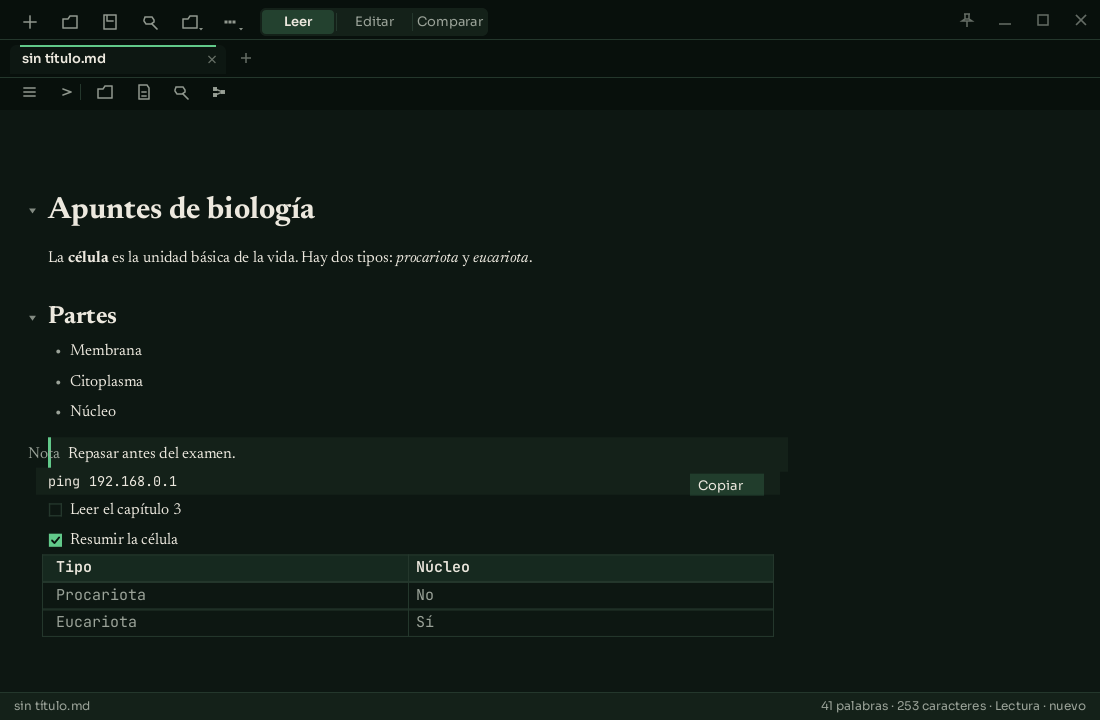 Leer Editar Comparar
sin título.md
Apuntes de biología
La célula es la unidad básica de la vida. Hay dos tipos: procariota y eucariota.
Partes
• Membrana
• Citoplasma
• Núcleo
Nota Repasar antes del examen.
ping 192.168.0.1
Copiar
Leer el capítulo 3
Resumir la célula
Tipo Núcleo
Procariota No
Eucariota Sí
sin título.md 41 palabras · 253 caracteres · Lectura · nuevo